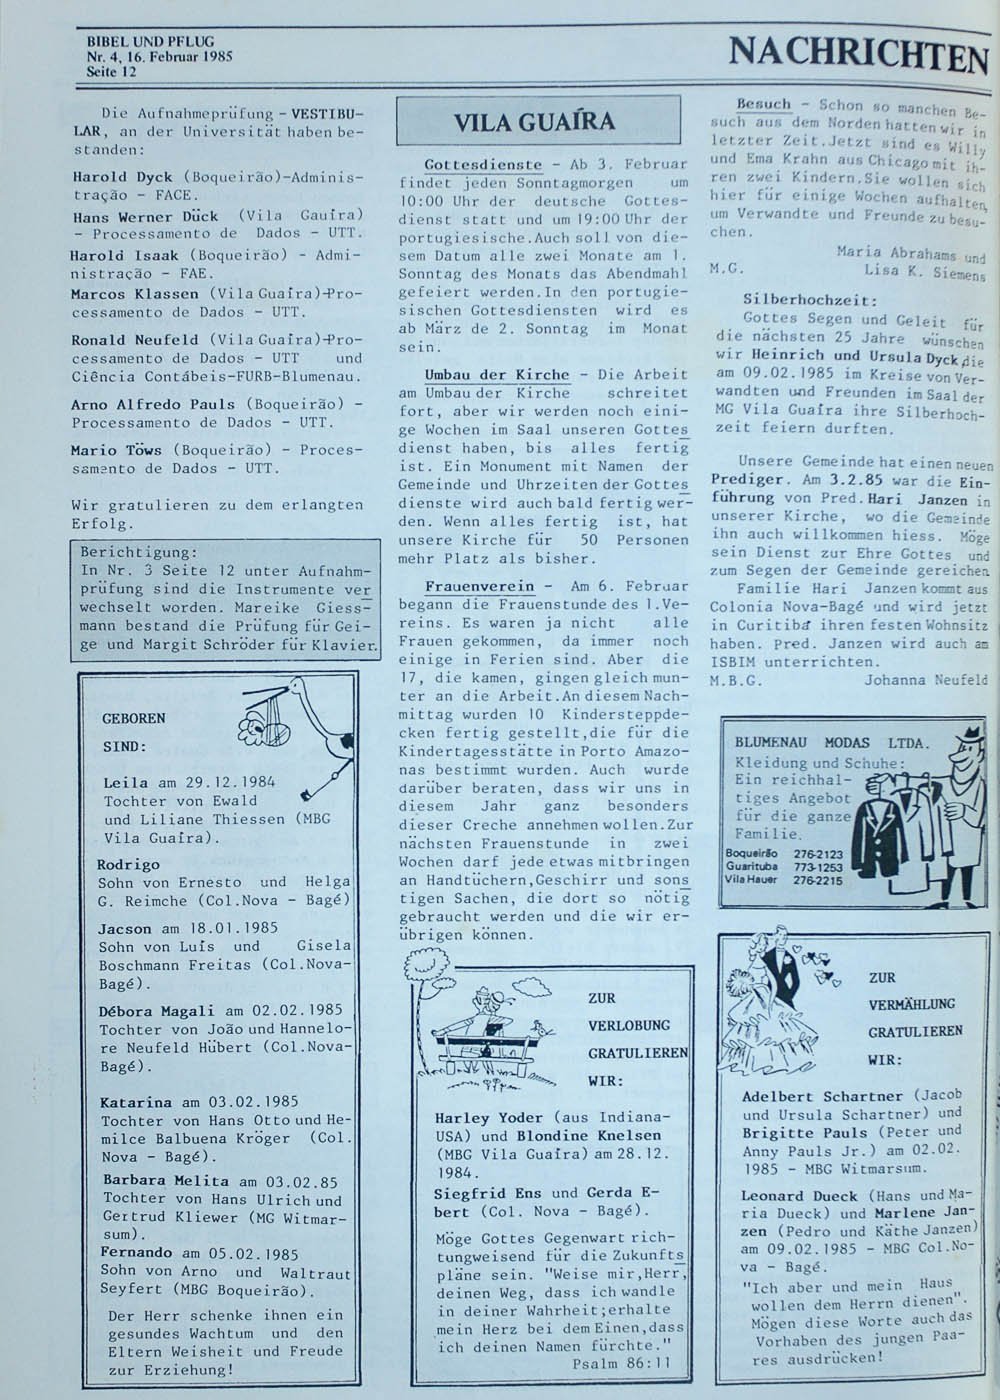 BIBEL UND PFLUG
Nr. 4, 16. Februar 1985
Seite 12
NACHRICHTEN
Die Aufnahmeprüfung - VESTIBU-
LAR, an der Universität haben be-
standen:
Harold Dyck (Boqueirão)-Adminis-
tração - FACE.
Hans Werner Dück (Vila Gauíra)
- Processamento de Dados - UTT.
Harold Isaak (Boqueirão) - Admi-
nistração - FAE.
Marcos Klassen (Vila Guaíra)-Pro-
cessamento de Dados - UTT.
Ronald Neufeld (Vila Guaíra)-Pro-
cessamento de Dados - UTT und
Ciência Contábeis-FURB-Blumenau.
Arno Alfredo Pauls (Boqueirão) -
Processamento de Dados - UTT.
Mario Töws (Boqueirão) - Proces-
samento de Dados - UTT.
Wir gratulieren zu dem erlangten
Erfolg.
Berichtigung:
In Nr. 3 Seite 12 unter Aufnahm-
prüfung sind die Instrumente ver
wechselt worden. Mareike Giess-
mann bestand die Prüfung für Gei-
ge und Margit Schröder für Klavier.
GEBOREN
SIND:
Leila am 29.12.1984
Tochter von Ewald
und Liliane Thiessen (MBG
Vila Guaíra).
Rodrigo
Sohn von Ernesto und Helga
G. Reimche (Col.Nova - Bagé)
Jacson am 18.01.1985
Sohn von Luís und Gisela
Boschmann Freitas (Col.Nova-
Bagé).
Débora Magali am 02.02.1985
Tochter von João und Hannelo-
re Neufeld Hübert (Col.Nova-
Bagé).
Katarina am 03.02.1985
Tochter von Hans Otto und He-
milce Balbuena Kröger (Col.
Nova - Bagé).
Barbara Melita am 03.02.85
Tochter von Hans Ulrich und
Gertrud Kliewer (MG Witmar-
sum).
Fernando am 05.02.1985
Sohn von Arno und Waltraut
Seyfert (MBG Boqueirão).
Der Herr schenke ihnen ein
gesundes Wachtum und den
Eltern Weisheit und Freude
zur Erziehung!
VILA GUAÍRA
Gottesdienste - Ab 3. Februar
findet jeden Sonntagmorgen um
10:00 Uhr der deutsche Gottes-
dienst statt und um 19:00 Uhr der
portugiesische.Auch soll von die-
sem Datum alle zwei Monate am 1.
Sonntag des Monats das Abendmahl
gefeiert werden.In den portugie-
sischen Gottesdiensten wird es
ab März de 2. Sonntag im Monat
sein.
Umbau der Kirche - Die Arbeit
am Umbau der Kirche schreitet
fort, aber wir werden noch eini-
ge Wochen im Saal unseren Gottes
dienst haben, bis alles fertig
ist. Ein Monument mit Namen der
Gemeinde und Uhrzeiten der Gottes
dienste wird auch bald fertig wer-
den. Wenn alles fertig ist, hat
unsere Kirche für 50 Personen
mehr Platz als bisher.
Frauenverein - Am 6. Februar
begann die Frauenstunde des 1.Ve-
reins. Es waren ja nicht alle
Frauen gekommen, da immer noch
einige in Ferien sind. Aber die
17, die kamen, gingen gleich mun-
ter an die Arbeit.An diesem Nach-
mittag wurden 10 Kindersteppde-
cken fertig gestellt,die für die
Kindertagesstätte in Porto Amazo-
nas bestimmt wurden. Auch wurde
darüber beraten, dass wir uns in
diesem Jahr ganz besonders
dieser Creche annehmen wollen.Zur
nächsten Frauenstunde in zwei
Wochen darf jede etwas mitbringen
an Handtüchern,Geschirr und sons
tigen Sachen, die dort so nötig
gebraucht werden und die wir er-
übrigen können.
ZUR
VERLOBUNG
GRATULIEREN
WIR:
Harley Yoder (aus Indiana-
USA) und Blondine Knelsen
(MBG Vila Guaíra) am 28.12.
1984.
Siegfrid Ens und Gerda E-
bert (Col. Nova - Bagé).
Möge Gottes Gegenwart rich-
tungweisend für die Zukunfts
pläne sein. "Weise mir,Herr,
deinen Weg, dass ich wandle
in deiner Wahrheit;erhalte
mein Herz bei dem Einen,dass
ich deinen Namen fürchte."
Psalm 86:11
Besuch - Schon so manchen Be-
such aus dem Norden hatten wir in
letzter Zeit.Jetzt sind es Willy
und Ema Krahn aus Chicago mit ih-
ren zwei Kindern.Sie wollen sich
hier für einige Wochen aufhalten,
um Verwandte und Freunde zu besu-
chen.
Maria Abrahams und
M.G. Lisa K. Siemens
Silberhochzeit:
Gottes Segen und Geleit für
die nächsten 25 Jahre wünschen
wir Heinrich und Ursula Dyck,die
am 09.02.1985 im Kreise von Ver-
wandten und Freunden im Saal der
MG Vila Guaíra ihre Silberhoch-
zeit feiern durften.
Unsere Gemeinde hat einen neuen
Prediger. Am 3.2.85 war die Ein-
führung von Pred. Hari Janzen in
unserer Kirche, wo die Gemeinde
ihn auch willkommen hiess. Möge
sein Dienst zur Ehre Gottes und
zum Segen der Gemeinde gereichen.
Familie Hari Janzen kommt aus
Colonia Nova-Bagé und wird jetzt
in Curitiba ihren festen Wohnsitz
haben. Pred. Janzen wird auch am
ISBIM unterrichten.
M.B.G. Johanna Neufeld
BLUMENAU MODAS LTDA.
Kleidung und Schuhe:
Ein reichhal-
tiges Angebot
für die ganze
Familie.
Boqueirão 276-2123
Guarituba 773-1253
Vila Hauer 276-2215
ZUR
VERMÄHLUNG
GRATULIEREN
WIR:
Adelbert Schartner (Jacob
und Ursula Schartner) und
Brigitte Pauls (Peter und
Anny Pauls Jr.) am 02.02.
1985 - MBG Witmarsum.
Leonard Dueck (Hans und Ma-
ria Dueck) und Marlene Jan-
zen (Pedro und Käthe Janzen)
am 09.02.1985 - MBG Col.No-
va - Bagé.
"Ich aber und mein Haus
wollen dem Herrn dienen".
Mögen diese Worte auch das
Vorhaben des jungen Paa-
res ausdrücken!